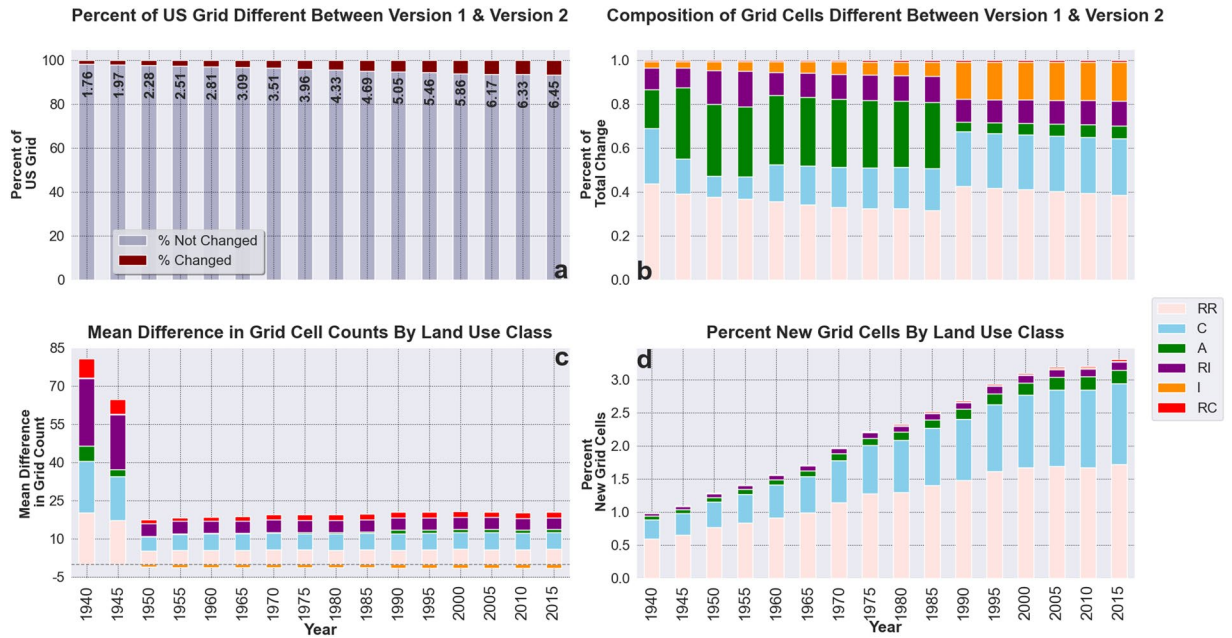 Percent of US Grid Different Between Version 1 & Version 2
Percent of
US Grid
100
80
60
40
20
0
1.76
1.97
2.28
2.51
2.81
3.09
3.51
3.96
4.33
4.69
5.05
5.46
5.86
6.17
6.33
6.45
% Not Changed
% Changed
a
Composition of Grid Cells Different Between Version 1 & Version 2
Percent of
Total Change
1.0
0.8
0.6
0.4
0.2
0.0
b
Mean Difference in Grid Cell Counts By Land Use Class
Mean Difference
in Grid Count
85
70
55
40
25
10
-5
c
1940
1945
1950
1955
1960
1965
1970
1975
1980
1985
1990
1995
2000
2005
2010
2015
Year
Percent New Grid Cells By Land Use Class
Percent
New Grid Cells
3.0
2.5
2.0
1.5
1.0
0.5
0.0
d
1940
1945
1950
1955
1960
1965
1970
1975
1980
1985
1990
1995
2000
2005
2010
2015
Year
RR
C
A
RI
I
RC